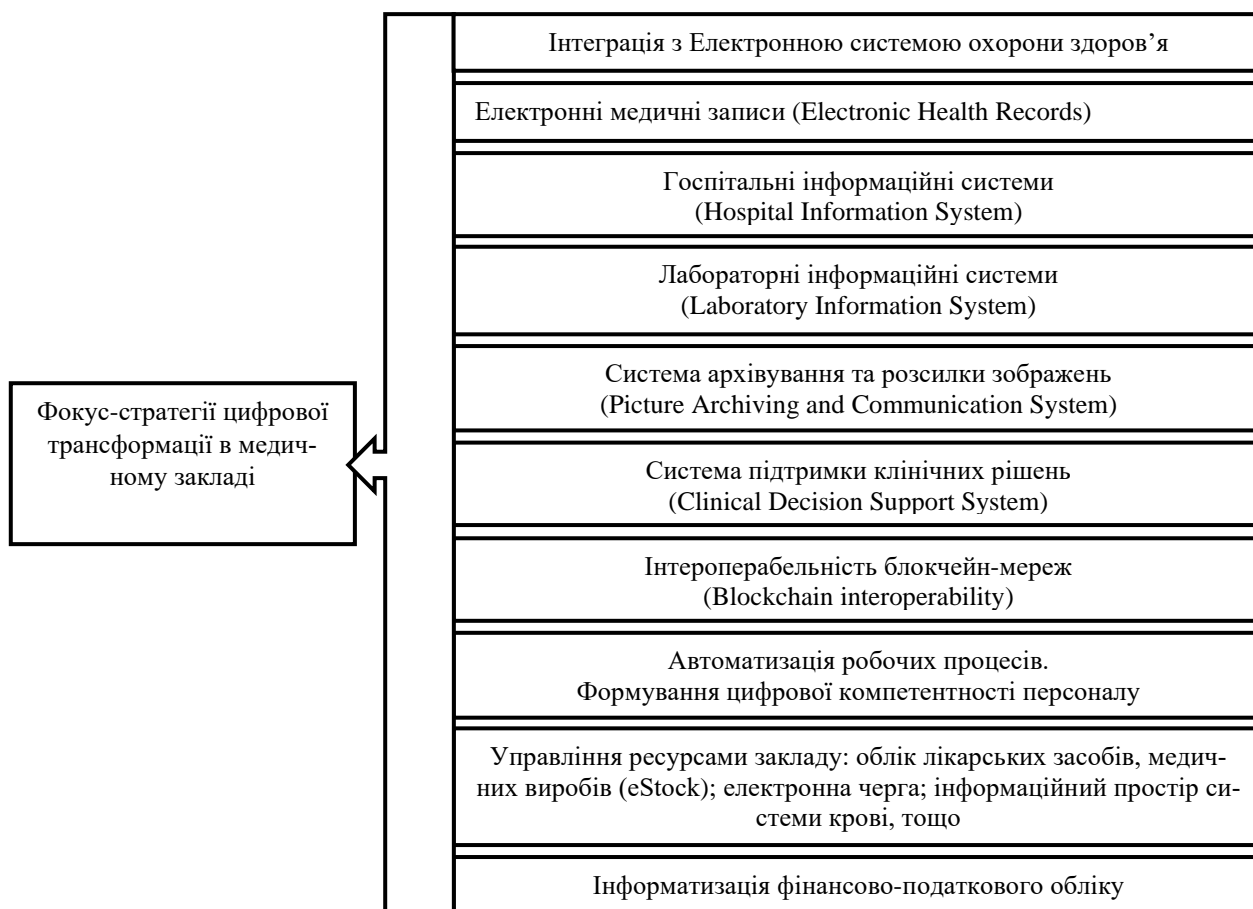 Інтеграція з Електронною системою охорони здоров’я
Електронні медичні записи (Electronic Health Records)
Госпітальні інформаційні системи
(Hospital Information System)
Лабораторні інформаційні системи
(Laboratory Information System)
Система архівування та розсилки зображень
(Picture Archiving and Communication System)
Фокус-стратегії цифрової
трансформації в медич-
ному закладі
Система підтримки клінічних рішень
(Clinical Decision Support System)
Інтероперабельність блокчейн-мереж
(Blockchain interoperability)
Автоматизація робочих процесів.
Формування цифрової компетентності персоналу
Управління ресурсами закладу: облік лікарських засобів, медич-
них виробів (eStock); електронна черга; інформаційний простір си-
стеми крові, тощо
Інформатизація фінансово-податкового обліку